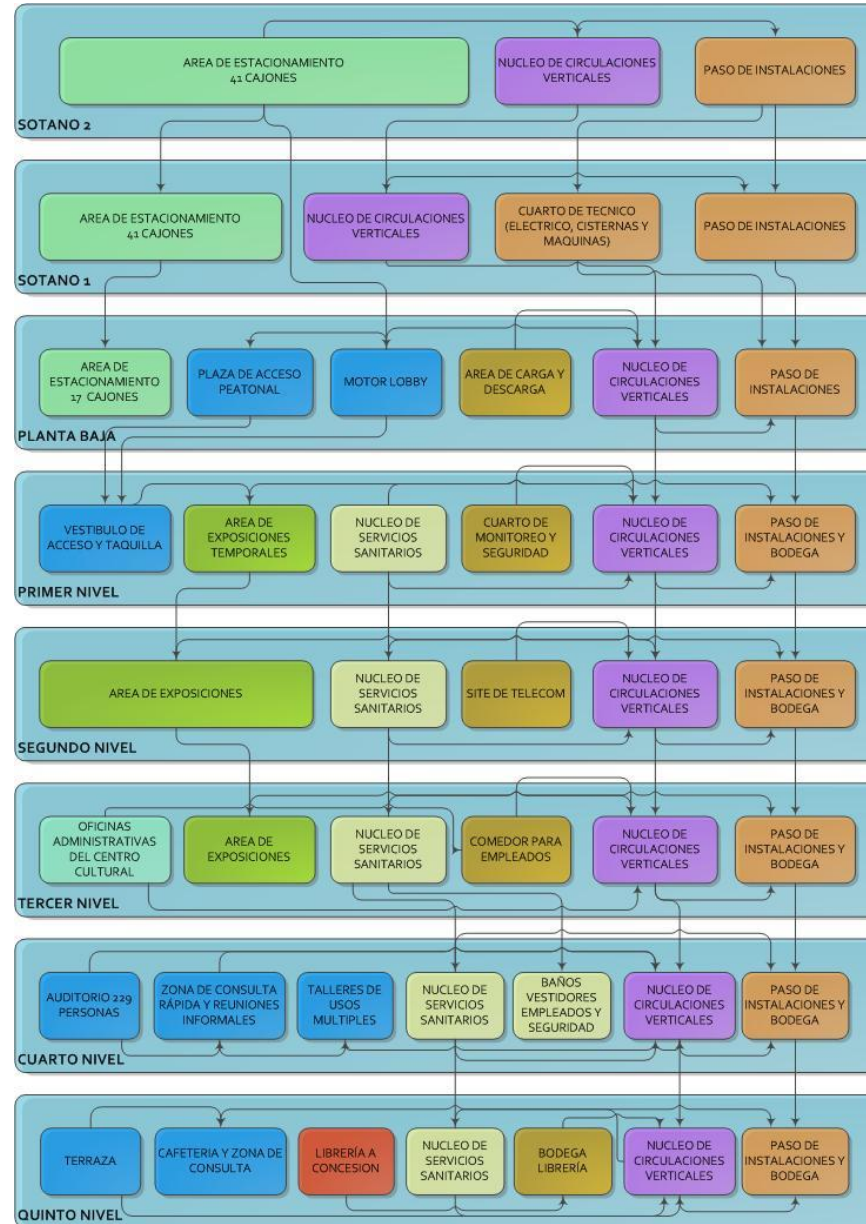 AREA DE ESTACIONAMIENTO
41 CAJONES
NUCLEO DE CIRCULACIONES
VERTICALES
PASO DE INSTALACIONES
SOTANO 2
AREA DE ESTACIONAMIENTO
41 CAJONES
NUCLEO DE CIRCULACIONES
VERTICALES
CUARTO DE TECNICO
(ELECTRICO, CISTERNAS Y
MAQUINAS)
PASO DE INSTALACIONES
SOTANO 1
AREA DE
ESTACIONAMIENTO
17 CAJONES
PLAZA DE ACCESO
PEATONAL
MOTOR LOBBY
AREA DE CARGA Y
DESCARGA
NUCLEO DE
CIRCULACIONES
VERTICALES
PASO DE
INSTALACIONES
PLANTA BAJA
VESTIBULO DE
ACCESO Y TAQUILLA
AREA DE
EXPOSICIONES
TEMPORALES
NUCLEO DE
SERVICIOS
SANITARIOS
CUARTO DE
MONITOREO Y
SEGURIDAD
NUCLEO DE
CIRCULACIONES
VERTICALES
PASO DE
INSTALACIONES Y
BODEGA
PRIMER NIVEL
AREA DE EXPOSICIONES
NUCLEO DE
SERVICIOS
SANITARIOS
SITE DE TELECOM
NUCLEO DE
CIRCULACIONES
VERTICALES
PASO DE
INSTALACIONES Y
BODEGA
SEGUNDO NIVEL
OFICINAS
ADMINISTRATIVAS
DEL CENTRO
CULTURAL
AREA DE
EXPOSICIONES
NUCLEO DE
SERVICIOS
SANITARIOS
COMEDOR PARA
EMPLEADOS
NUCLEO DE
CIRCULACIONES
VERTICALES
PASO DE
INSTALACIONES Y
BODEGA
TERCER NIVEL
AUDITORIO 229
PERSONAS
ZONA DE CONSULTA
RÁPIDA Y REUNIONES
INFORMALES
TALLERES DE
USOS
MULTIPLES
NUCLEO DE
SERVICIOS
SANITARIOS
BAÑOS
VESTIDORES
EMPLEADOS Y
SEGURIDAD
NUCLEO DE
CIRCULACIONES
VERTICALES
PASO DE
INSTALACIONES Y
BODEGA
CUARTO NIVEL
TERRAZA
CAFETERIA Y ZONA DE
CONSULTA
LIBRERÍA A
CONCESION
NUCLEO DE
SERVICIOS
SANITARIOS
BODEGA
LIBRERÍA
NUCLEO DE
CIRCULACIONES
VERTICALES
PASO DE
INSTALACIONES Y
BODEGA
QUINTO NIVEL